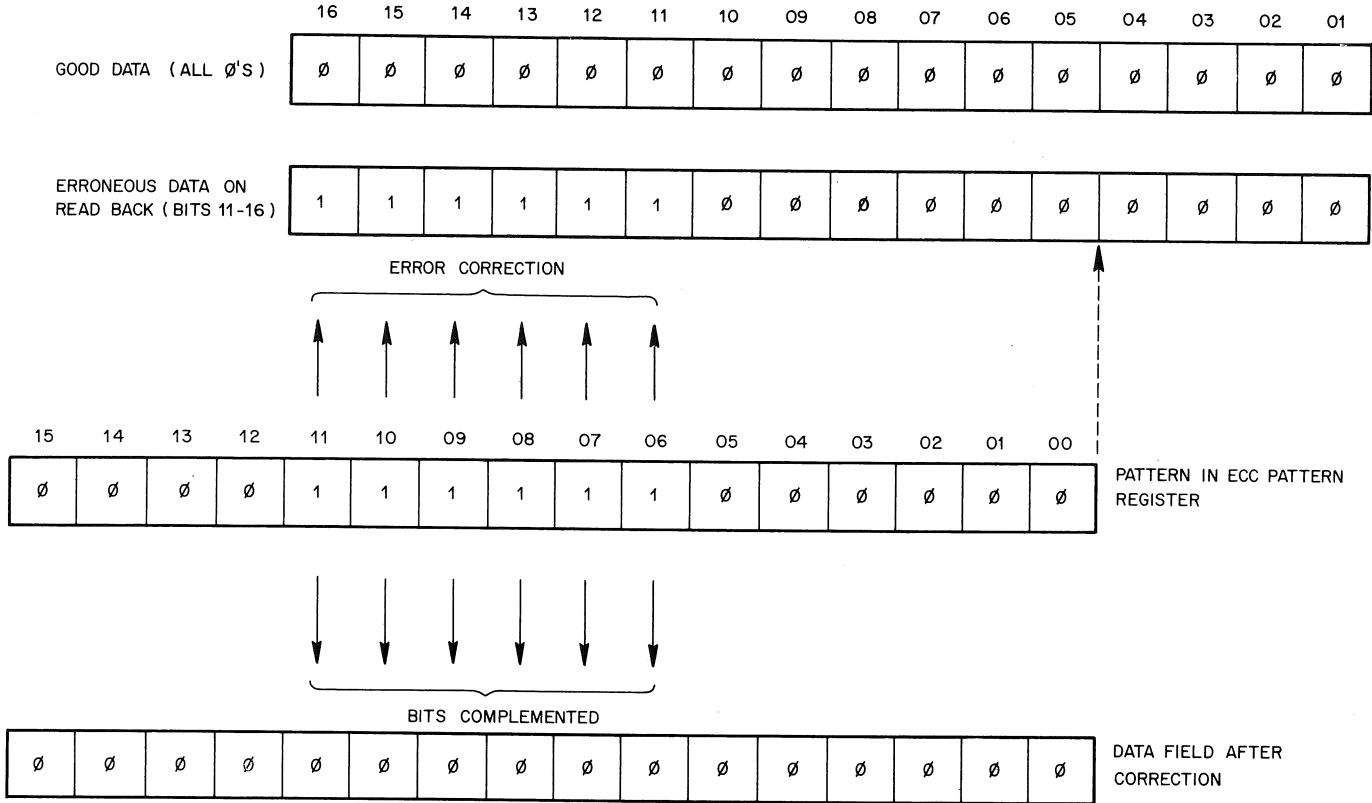 16 15 14 13 12 11 10 09 08 07 06 05 04 03 02 01
GOOD DATA (ALL Ø'S)
Ø Ø Ø Ø Ø Ø Ø Ø Ø Ø Ø Ø Ø Ø Ø Ø
ERRONEOUS DATA ON
READ BACK (BITS 11-16)
1 1 1 1 1 1 Ø Ø Ø Ø Ø Ø Ø Ø Ø Ø
ERROR CORRECTION
15 14 13 12 11 10 09 08 07 06 05 04 03 02 01 00
Ø Ø Ø Ø 1 1 1 1 1 1 Ø Ø Ø Ø Ø Ø
PATTERN IN ECC PATTERN
REGISTER
BITS COMPLEMENTED
Ø Ø Ø Ø Ø Ø Ø Ø Ø Ø Ø Ø Ø Ø Ø Ø
DATA FIELD AFTER
CORRECTION